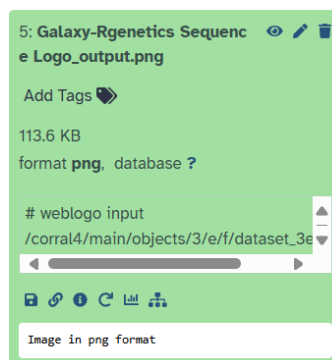 5: Galaxy-Rgenetics Sequenc
e Logo_output.png
Add Tags
113.6 KB
format png, database ?
# weblogo input
/corral4/main/objects/3/e/f/dataset_3e
Image in png format